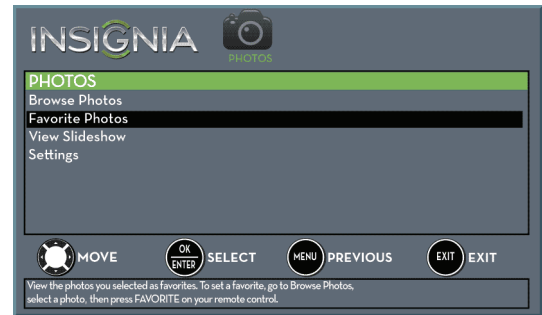 INSIGNIA
PHOTOS
PHOTOS
Browse Photos
Favorite Photos
View Slideshow
Settings
MOVE
OK
ENTER
SELECT
MENU
PREVIOUS
EXIT
EXIT
View the photos you selected as favorites. To set a favorite, go to Browse Photos,
select a photo, then press FAVORITE on your remote control.